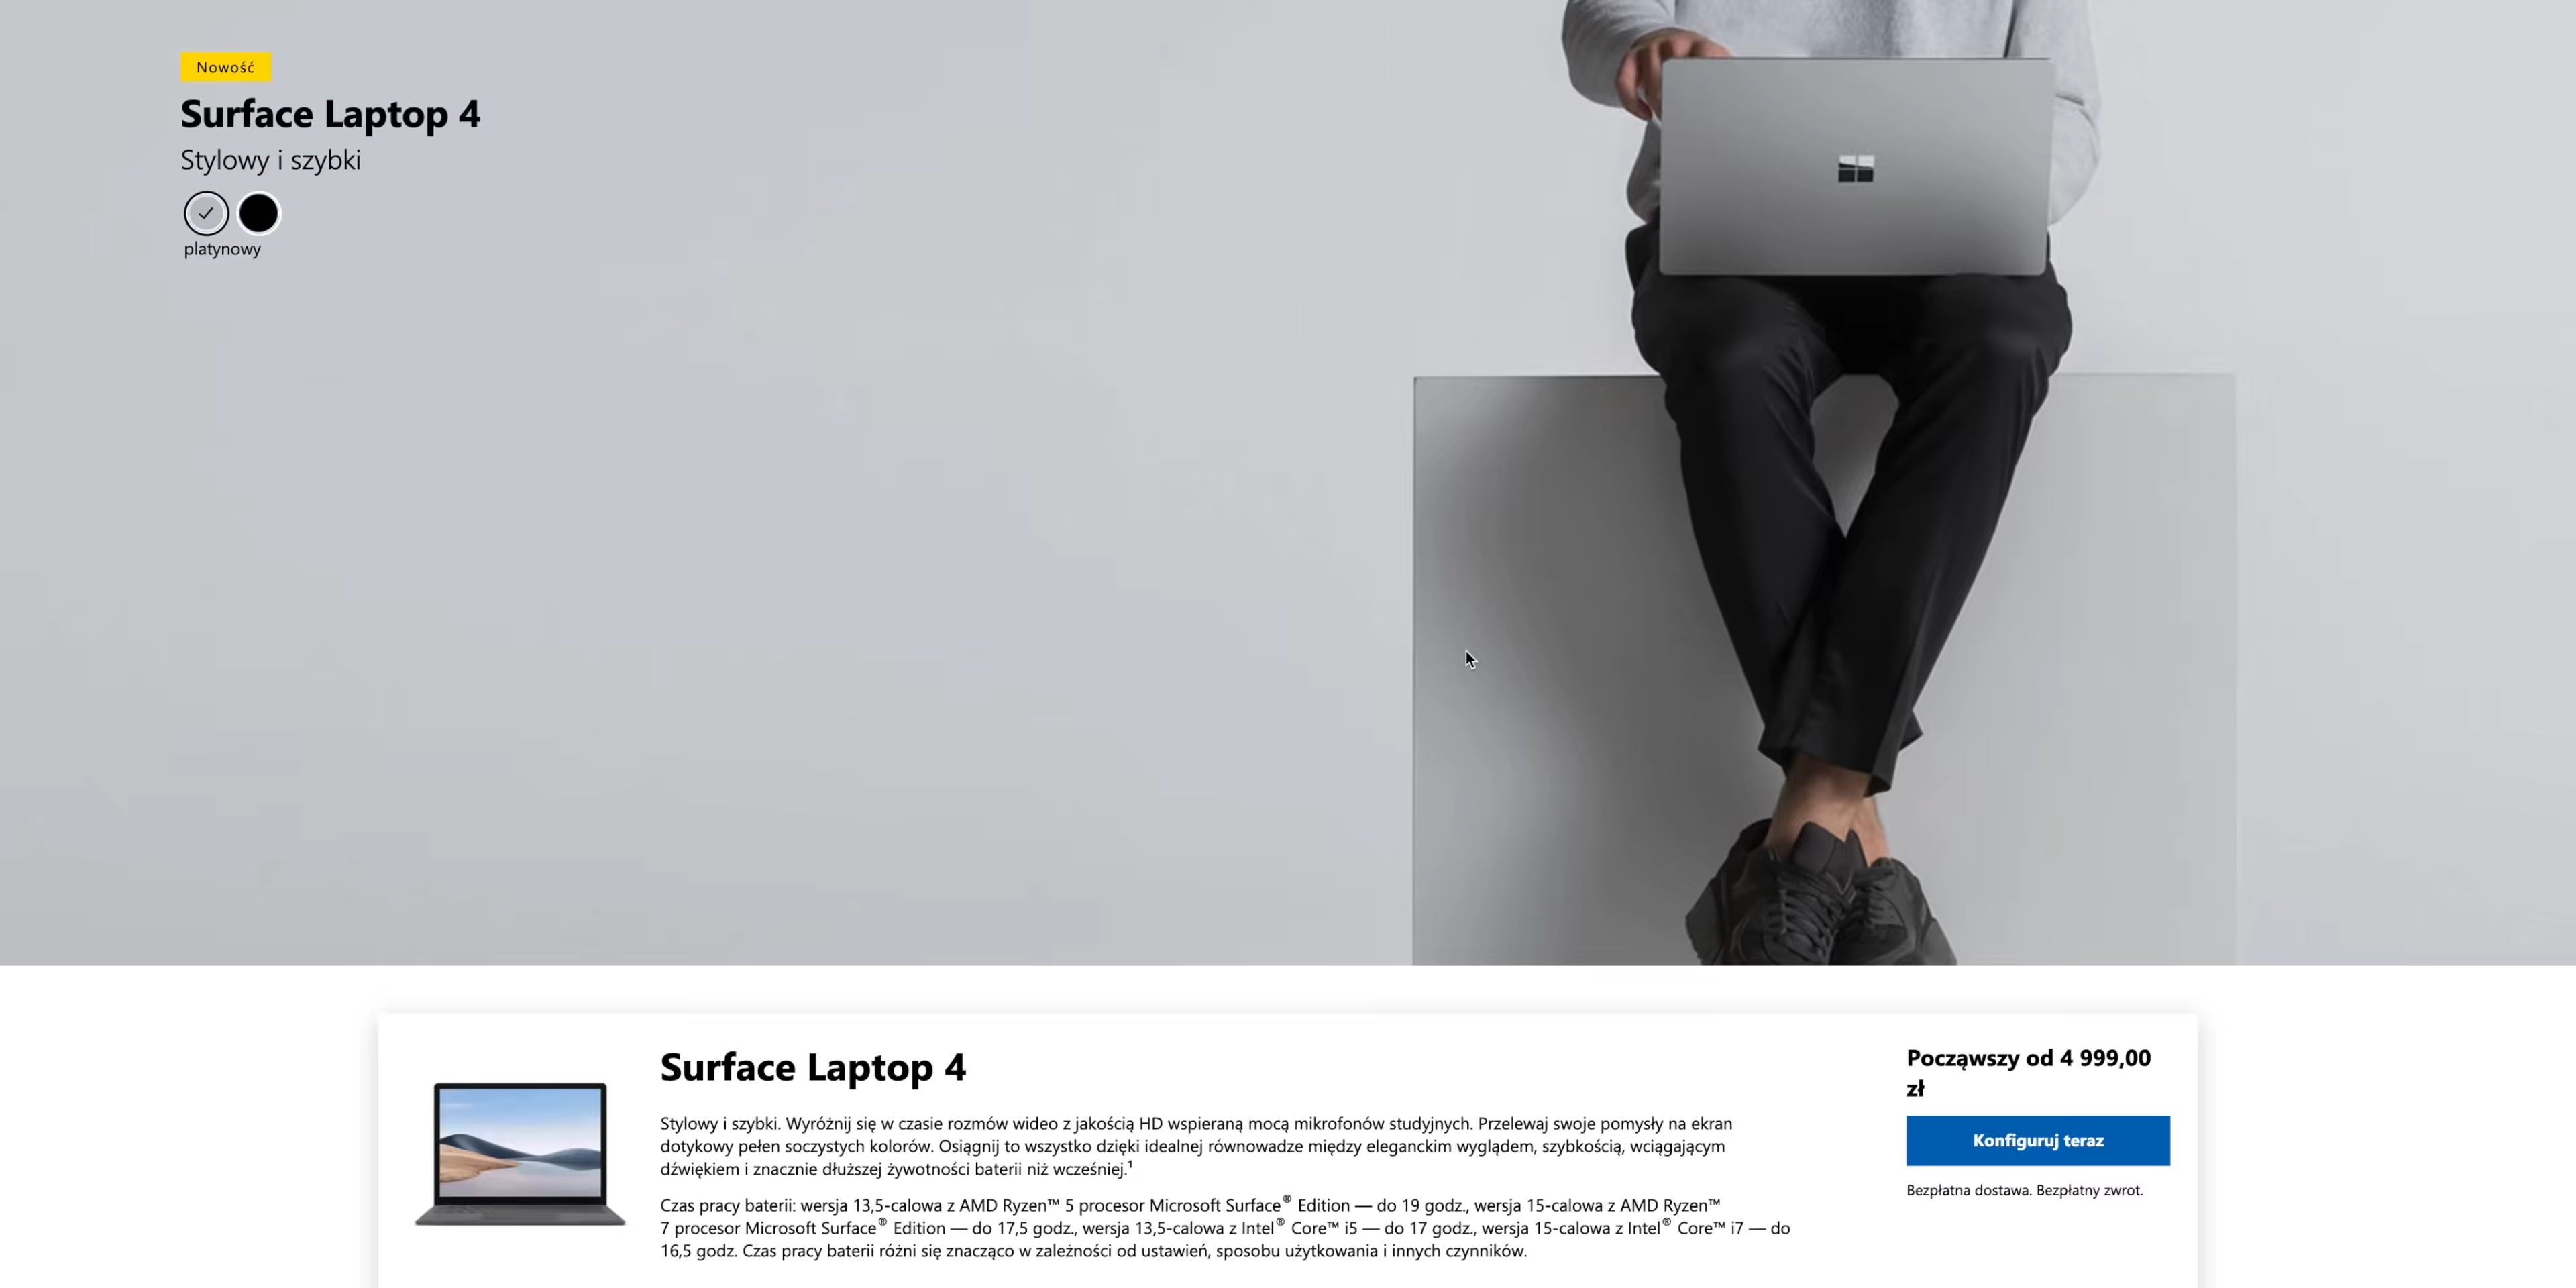 Nowość
Surface Laptop 4
Stylowy i szybki
platynowy
Surface Laptop 4
Stylowy i szybki. Wyróżnij się w czasie rozmów wideo z jakością HD wspieraną mocą mikrofonów studyjnych. Przelewaj swoje pomysły na ekran
dotykowy pełen soczystych kolorów. Osiągnij to wszystko dzięki idealnej równowadze między eleganckim wyglądem, szybkością, wciągającym
dźwiękiem i znacznie dłuższej żywotności baterii niż wcześniej.¹
Czas pracy baterii: wersja 13,5-calowa z AMD Ryzen™ 5 procesor Microsoft Surface® Edition — do 19 godz., wersja 15-calowa z AMD Ryzen™
7 procesor Microsoft Surface® Edition — do 17,5 godz., wersja 13,5-calowa z Intel® Core™ i5 — do 17 godz., wersja 15-calowa z Intel® Core™ i7 — do
16,5 godz. Czas pracy baterii różni się znacząco w zależności od ustawień, sposobu użytkowania i innych czynników.
Począwszy od 4 999,00
zł
Konfiguruj teraz
Bezpłatna dostawa. Bezpłatny zwrot.